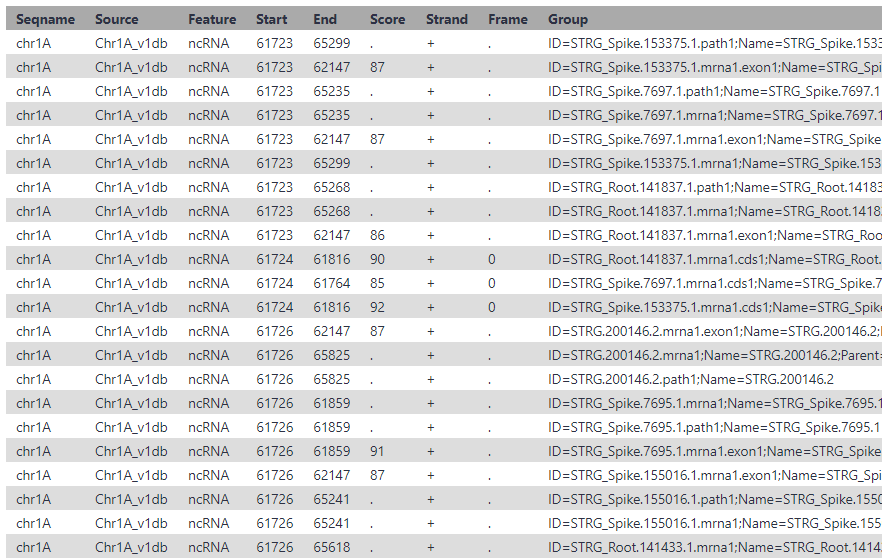 Seqname Source Feature Start End Score Strand Frame Group
chr1A Chr1A_v1db ncRNA 61723 65299 . + . ID=STRG_Spike.153375.1.path1;Name=STRG_Spike.1533
chr1A Chr1A_v1db ncRNA 61723 62147 87 + . ID=STRG_Spike.153375.1.mrna1.exon1;Name=STRG_Spi
chr1A Chr1A_v1db ncRNA 61723 65235 . + . ID=STRG_Spike.7697.1.path1;Name=STRG_Spike.7697.1
chr1A Chr1A_v1db ncRNA 61723 65235 . + . ID=STRG_Spike.7697.1.mrna1;Name=STRG_Spike.7697.1
chr1A Chr1A_v1db ncRNA 61723 62147 87 + . ID=STRG_Spike.7697.1.mrna1.exon1;Name=STRG_Spike
chr1A Chr1A_v1db ncRNA 61723 65299 . + . ID=STRG_Spike.153375.1.mrna1;Name=STRG_Spike.153
chr1A Chr1A_v1db ncRNA 61723 65268 . + . ID=STRG_Root.141837.1.path1;Name=STRG_Root.14183
chr1A Chr1A_v1db ncRNA 61723 65268 . + . ID=STRG_Root.141837.1.mrna1;Name=STRG_Root.1418
chr1A Chr1A_v1db ncRNA 61723 62147 86 + . ID=STRG_Root.141837.1.mrna1.exon1;Name=STRG_Roo
chr1A Chr1A_v1db ncRNA 61724 61816 90 + 0 ID=STRG_Root.141837.1.mrna1.cds1;Name=STRG_Root.
chr1A Chr1A_v1db ncRNA 61724 61764 85 + 0 ID=STRG_Spike.7697.1.mrna1.cds1;Name=STRG_Spike.7
chr1A Chr1A_v1db ncRNA 61724 61816 92 + 0 ID=STRG_Spike.153375.1.mrna1.cds1;Name=STRG_Spike
chr1A Chr1A_v1db ncRNA 61726 62147 87 + . ID=STRG.200146.2.mrna1.exon1;Name=STRG.200146.2;
chr1A Chr1A_v1db ncRNA 61726 65825 . + . ID=STRG.200146.2.mrna1;Name=STRG.200146.2;Parent=
chr1A Chr1A_v1db ncRNA 61726 65825 . + . ID=STRG.200146.2.path1;Name=STRG.200146.2
chr1A Chr1A_v1db ncRNA 61726 61859 . + . ID=STRG_Spike.7695.1.mrna1;Name=STRG_Spike.7695.1
chr1A Chr1A_v1db ncRNA 61726 61859 . + . ID=STRG_Spike.7695.1.path1;Name=STRG_Spike.7695.1
chr1A Chr1A_v1db ncRNA 61726 61859 91 + . ID=STRG_Spike.7695.1.mrna1.exon1;Name=STRG_Spike
chr1A Chr1A_v1db ncRNA 61726 62147 87 + . ID=STRG_Spike.155016.1.mrna1.exon1;Name=STRG_Spi
chr1A Chr1A_v1db ncRNA 61726 65241 . + . ID=STRG_Spike.155016.1.path1;Name=STRG_Spike.1550
chr1A Chr1A_v1db ncRNA 61726 65241 . + . ID=STRG_Spike.155016.1.mrna1;Name=STRG_Spike.155
chr1A Chr1A_v1db ncRNA 61726 65618 . + . ID=STRG_Root.141433.1.mrna1;Name=STRG_Root.1414